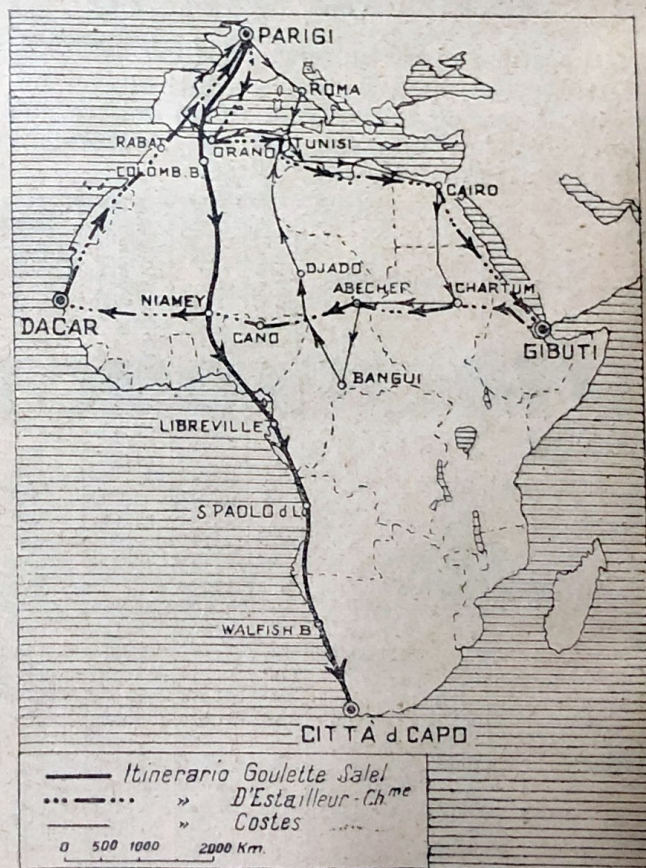 PARIGI
ROMA
RABAT
ORANO
TUNISI
COLOMB. B.
CAIRO
DJADO
NIAMEY
ABECHER
CHARTUM
DACAR
CANO
GIBUTI
BANGUI
LIBREVILLE
S. PAOLO d. L.
WALFISH B
CITTÀ d. CAPO
Itinerario Goulette Salel
» D'Estailleur-Ch.me
» Costes
0 500 1000 2000 Km.